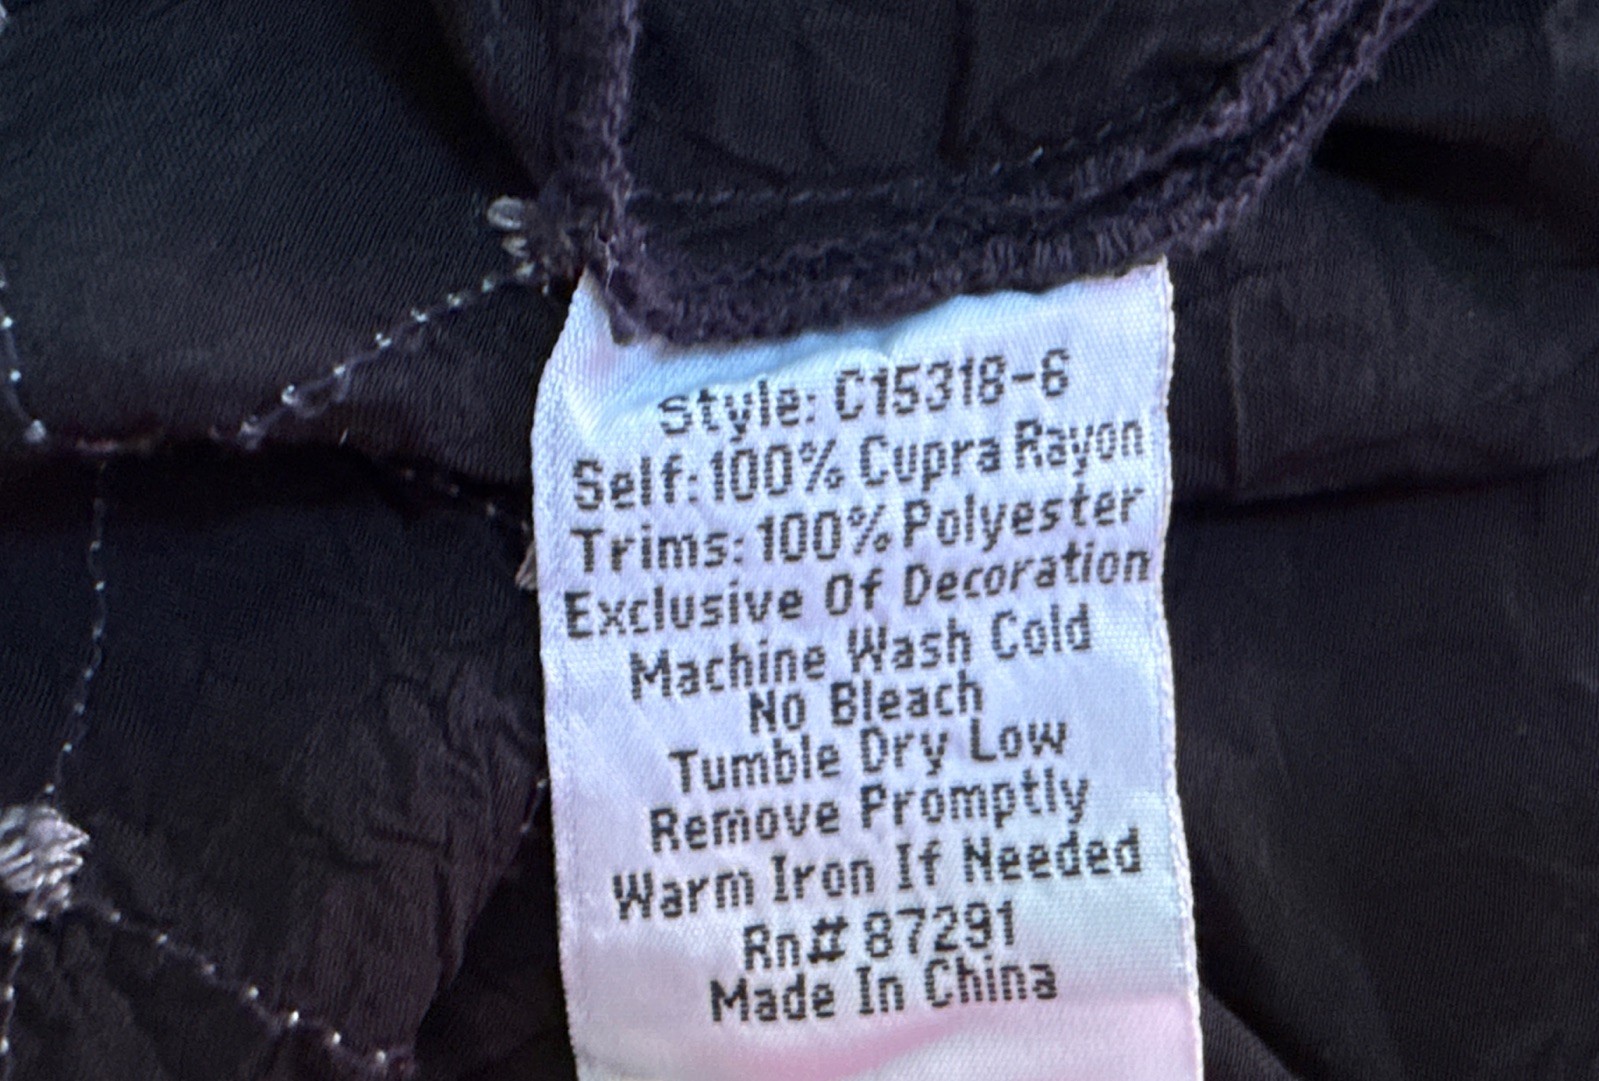 Style: C15318-6
Self:100% Cupra Rayon
Trims:100% Polyester
Exclusive Of Decoration
Machine Wash Cold
No Bleach
Tumble Dry Low
Remove Promptly
Warm Iron If Needed
Rn# 87291
Made In China